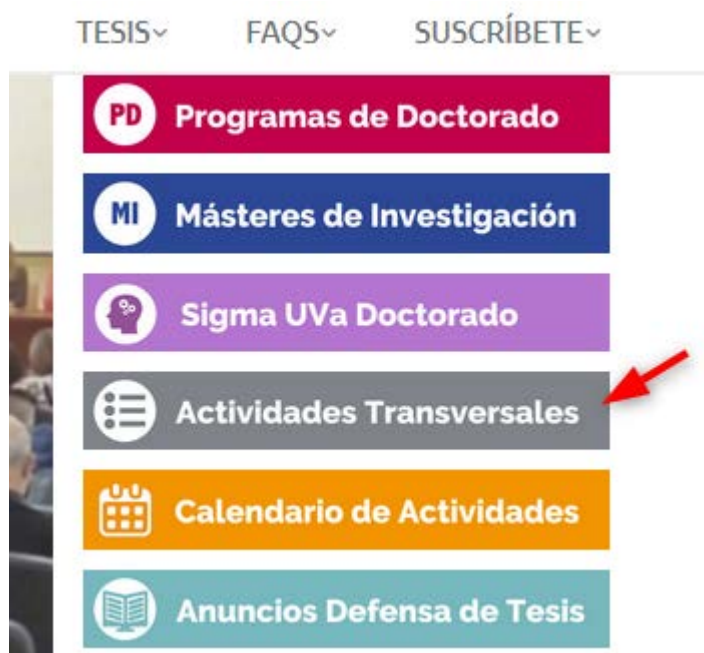 TESIS FAQS SUSCRÍBETE
PD Programas de Doctorado
MI Másteres de Investigación
Sigma UVa Doctorado
Actividades Transversales
Calendario de Actividades
Anuncios Defensa de Tesis